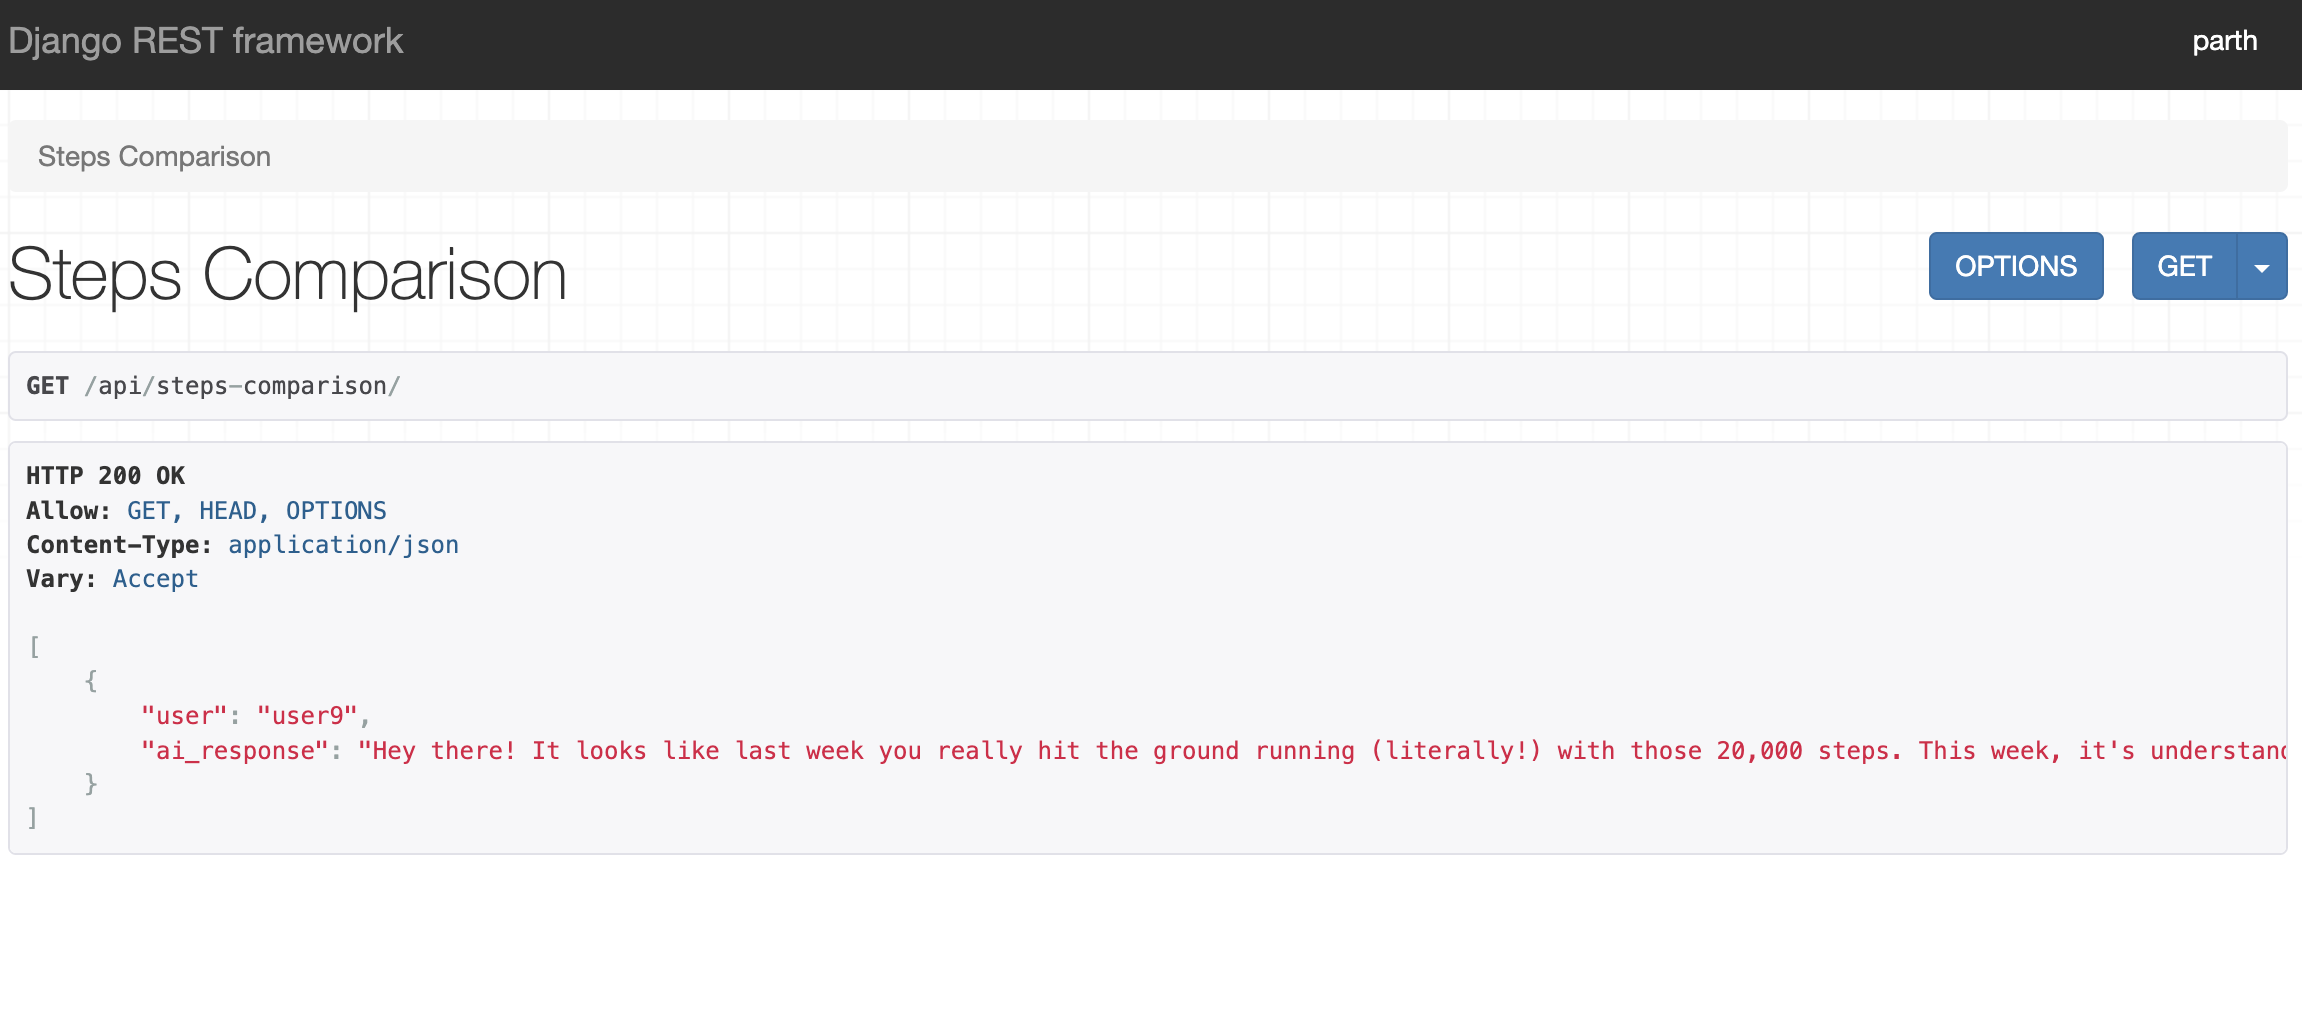 Django REST framework
parth
Steps Comparison
Steps Comparison
OPTIONS
GET
GET /api/steps-comparison/
HTTP 200 OK
Allow: GET, HEAD, OPTIONS
Content-Type: application/json
Vary: Accept
[
{
"user": "user9",
"ai_response": "Hey there! It looks like last week you really hit the ground running (literally!) with those 20,000 steps. This week, it's
}
]